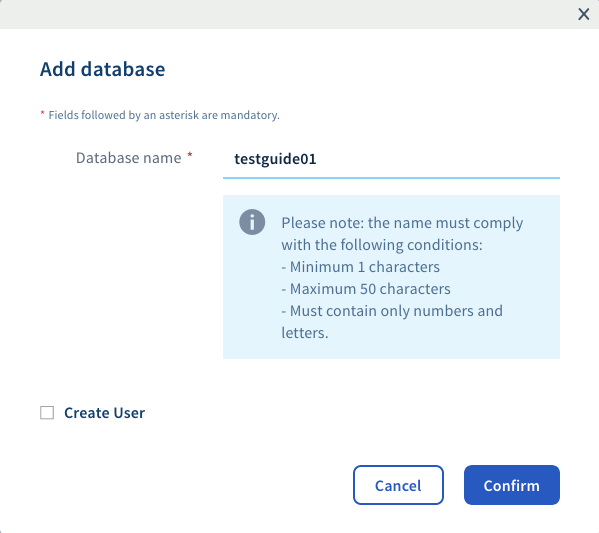 Add database
* Fields followed by an asterisk are mandatory.
Database name * testguide01
Please note: the name must comply
with the following conditions:
- Minimum 1 characters
- Maximum 50 characters
- Must contain only numbers and
letters.
Create User
Cancel Confirm